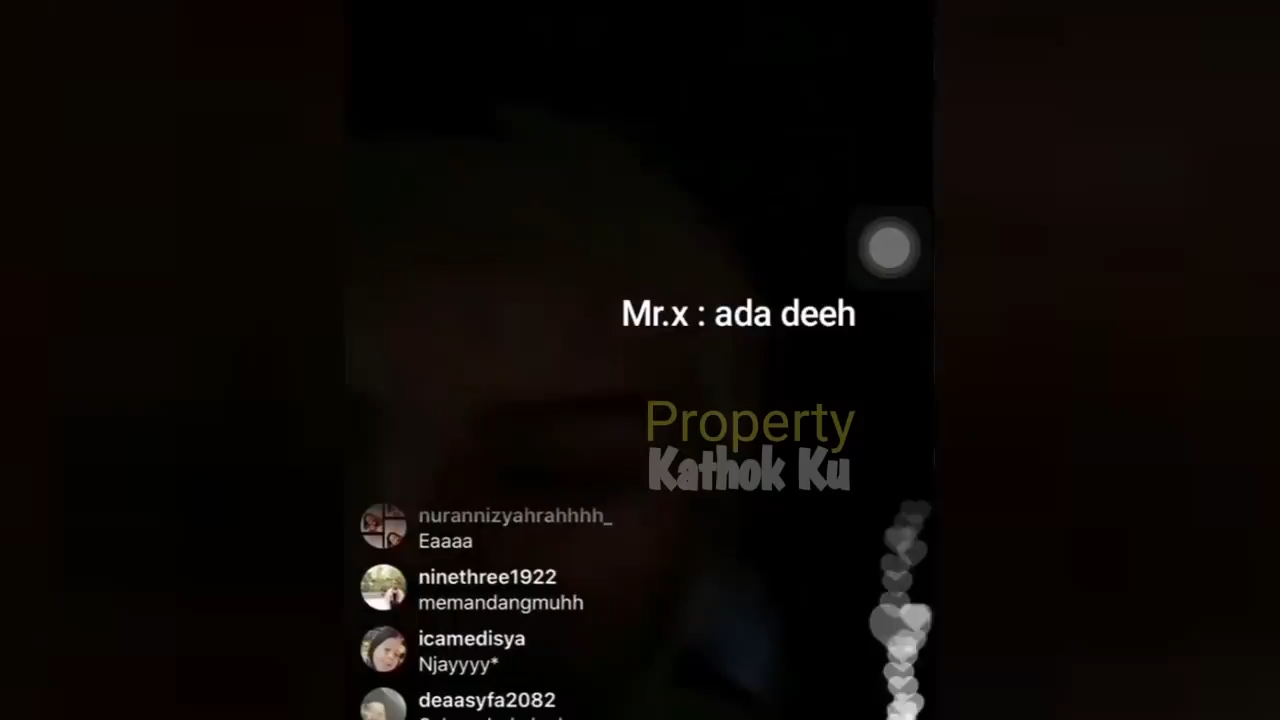 Mr.x : ada deeh
Property
Kathok Ku
nurannizyahrahhhh_
Eaaaa
ninethree1922
memandangmuhh
icamedisya
Njayyyy*
deaasyfa2082